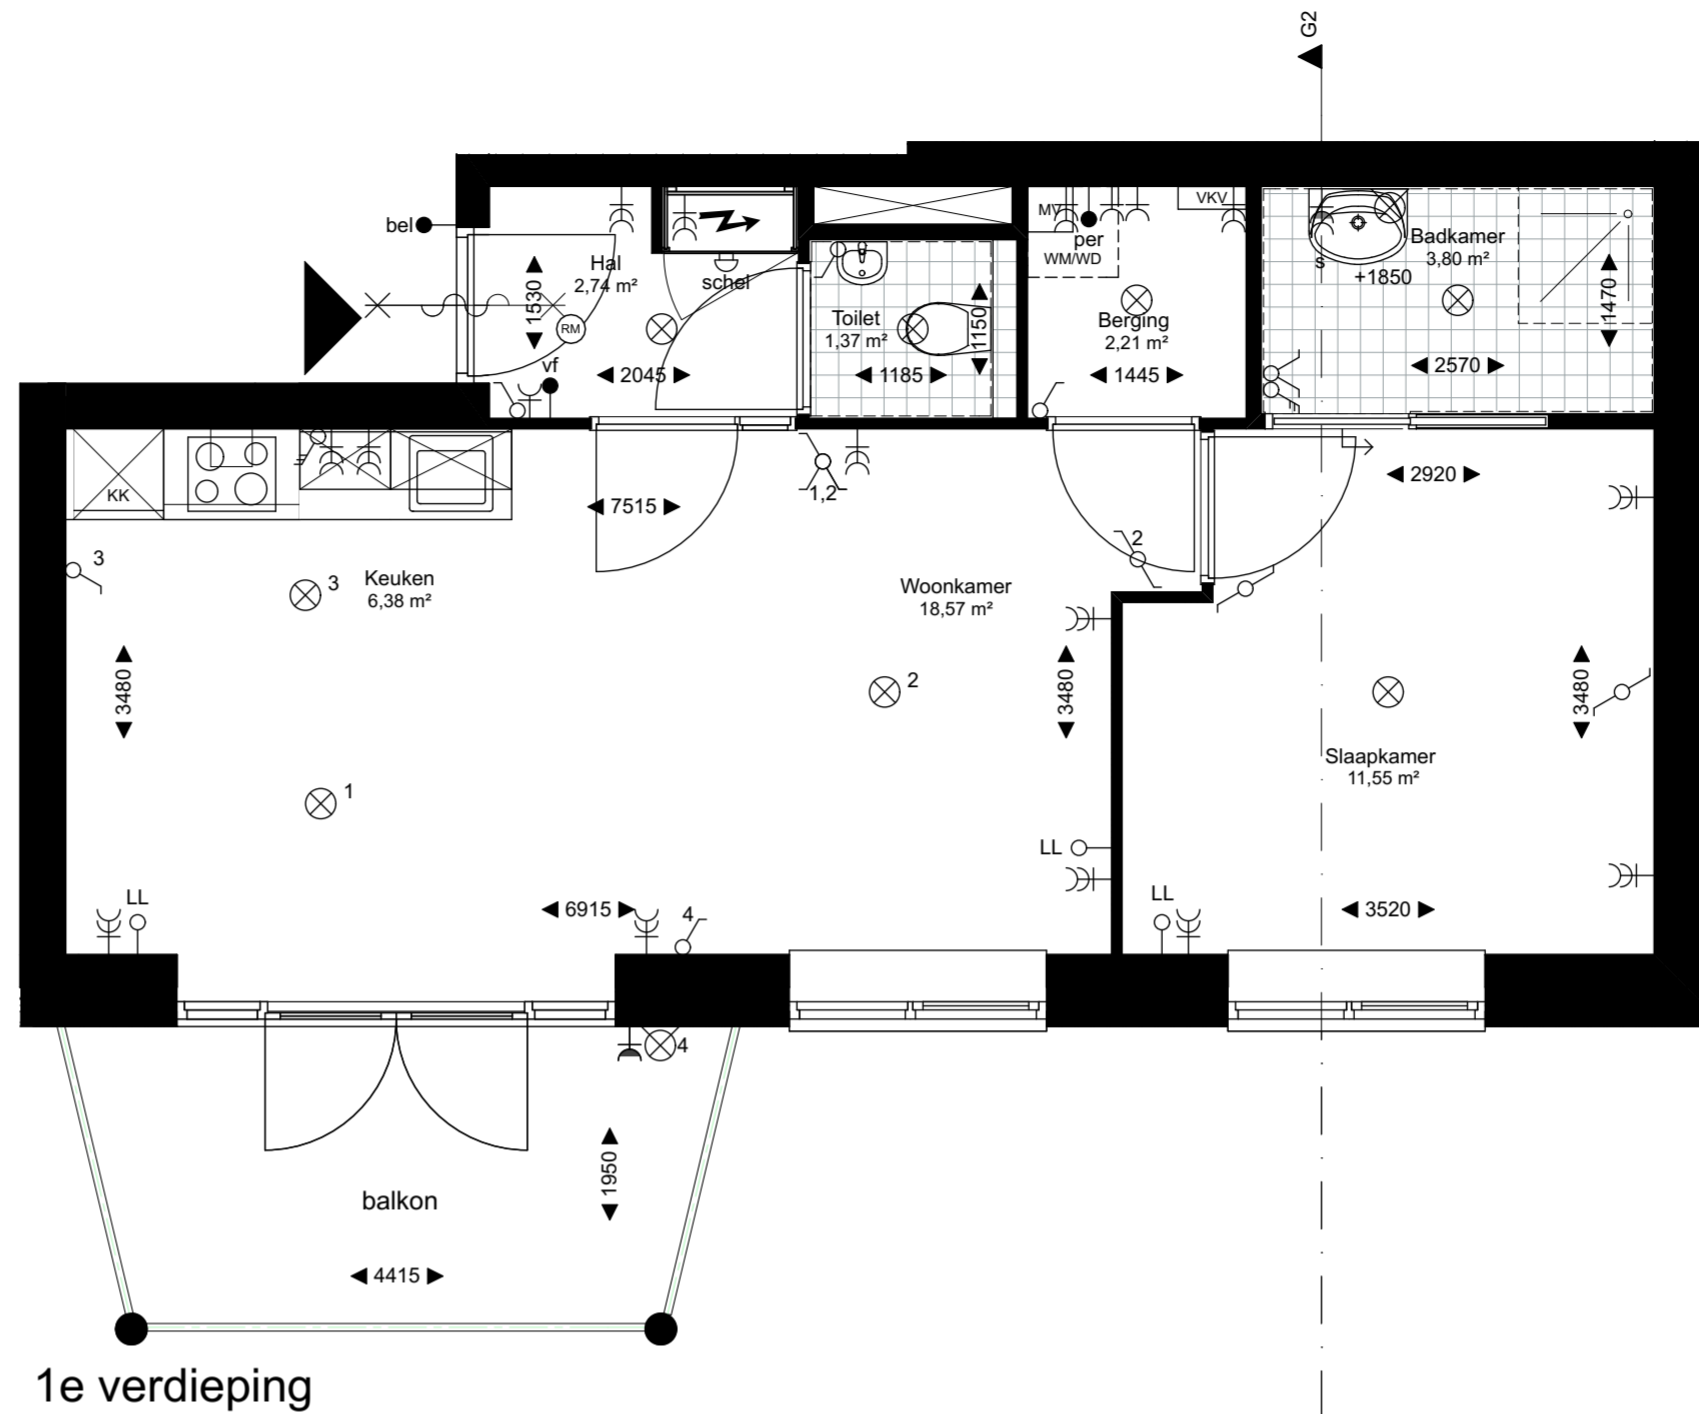 G2
bel
Hal
2,74 m²
1530
RM
vf
2045
schel
Toilet
1,37 m²
1150
1185
MV
per
WM/WD
VKV
Berging
2,21 m²
1445
s
+1850
Badkamer
3,80 m²
1470
2570
KK
7515
1,2
2
2920
3
3
Keuken
6,38 m²
Woonkamer
18,57 m²
3480
2
3480
3480
1
Slaapkamer
11,55 m²
LL
6915
4
LL
LL
3520
4
1950
balkon
4415
1e verdieping